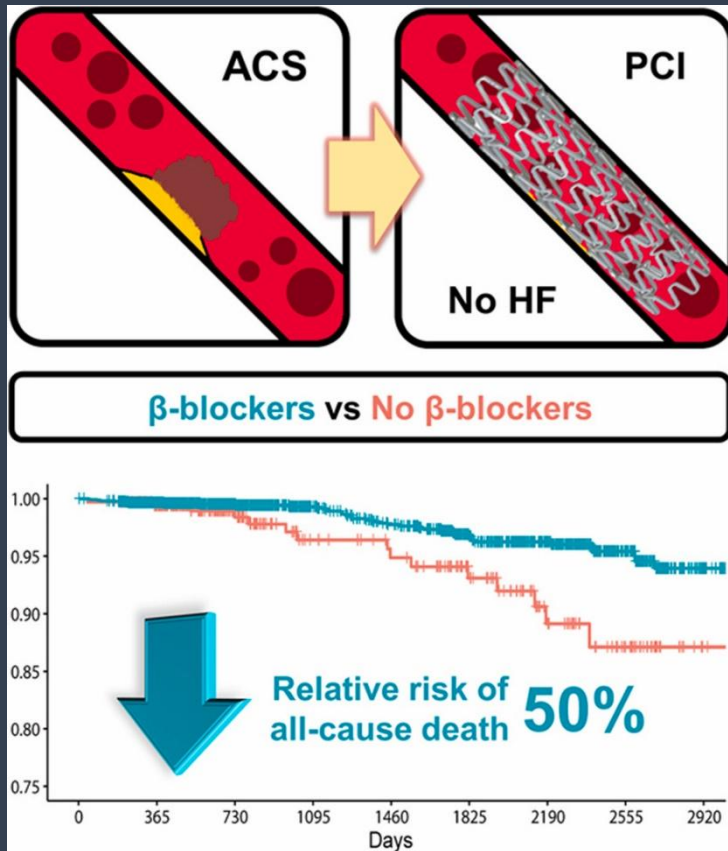 ACS
PCI
No HF
β-blockers vs No β-blockers
1.00
0.95
0.90
0.85
0.80
0.75
Relative risk of
all-cause death 50%
0 365 730 1095 1460 1825 2190 2555 2920
Days